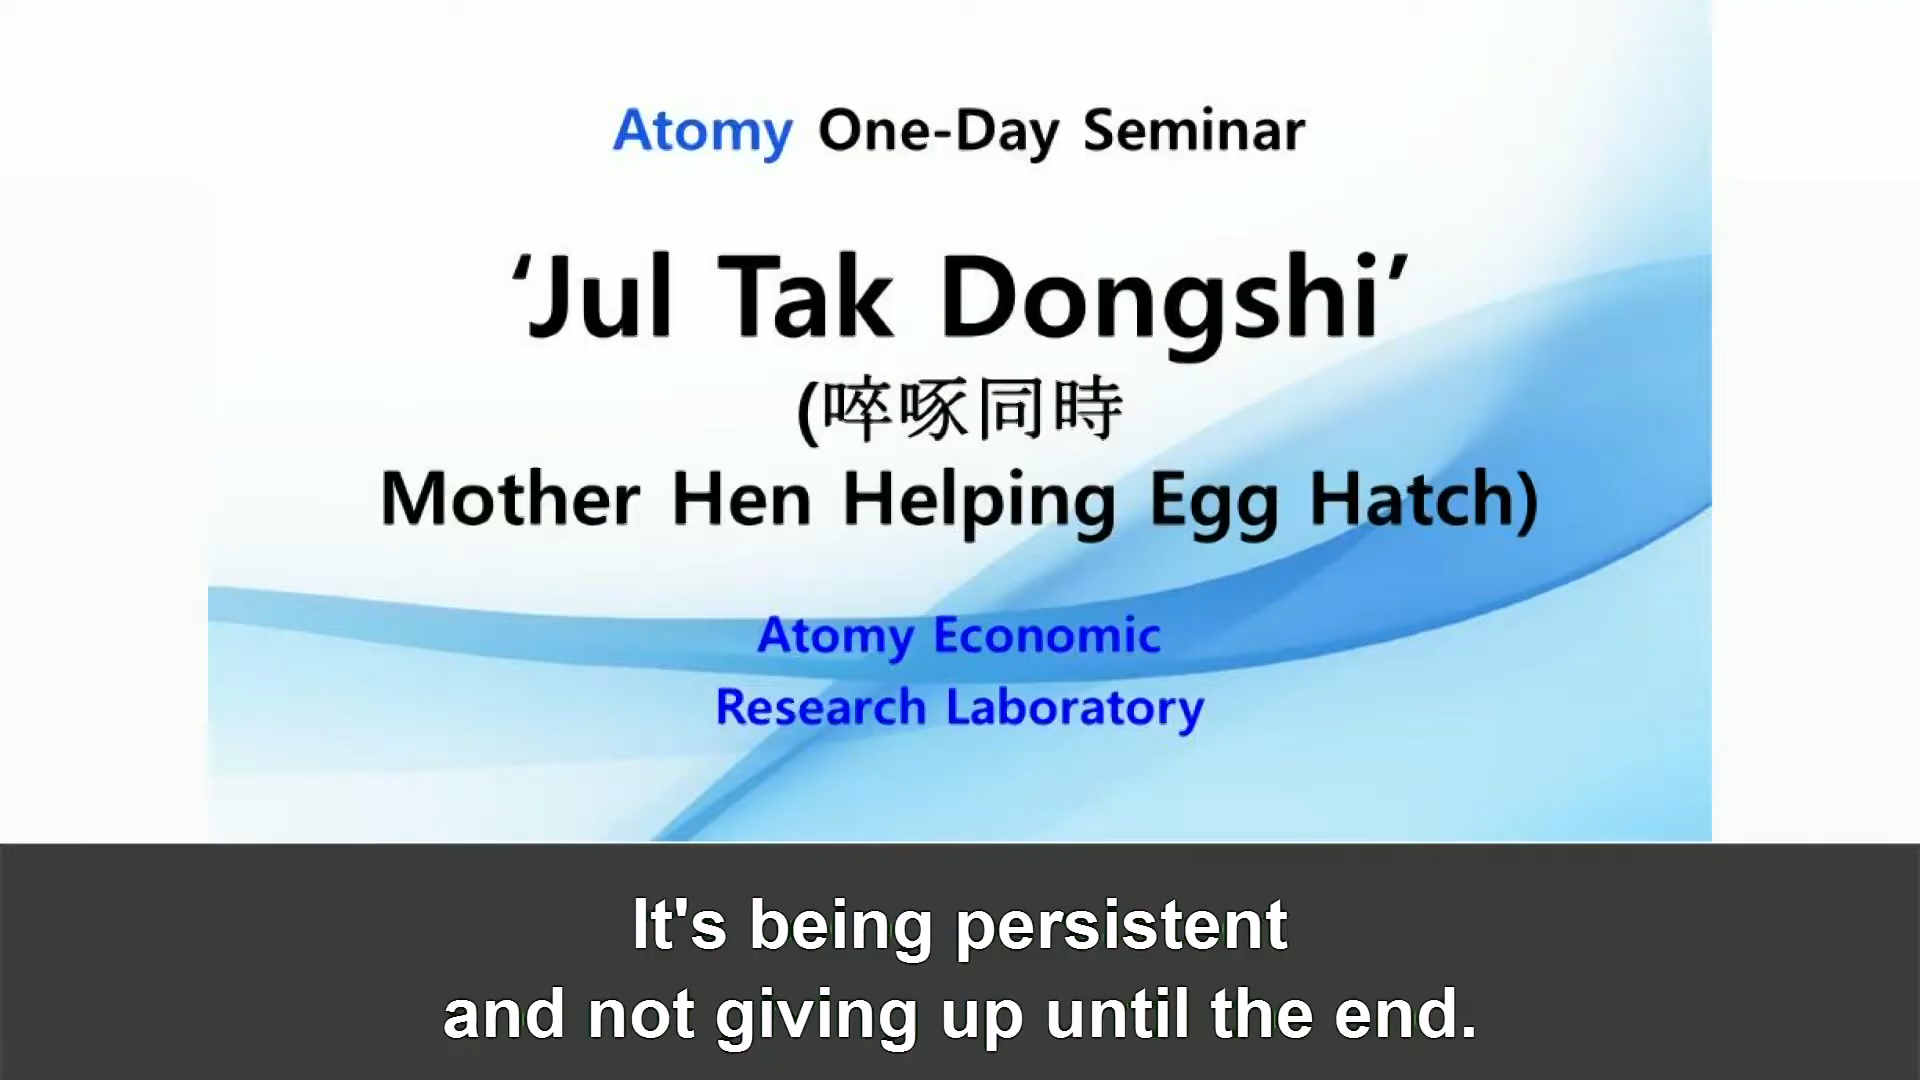 Atomy One-Day Seminar
‘Jul Tak Dongshi’
(啐啄同時
Mother Hen Helping Egg Hatch)
Atomy Economic
Research Laboratory
It's being persistent
and not giving up until the end.